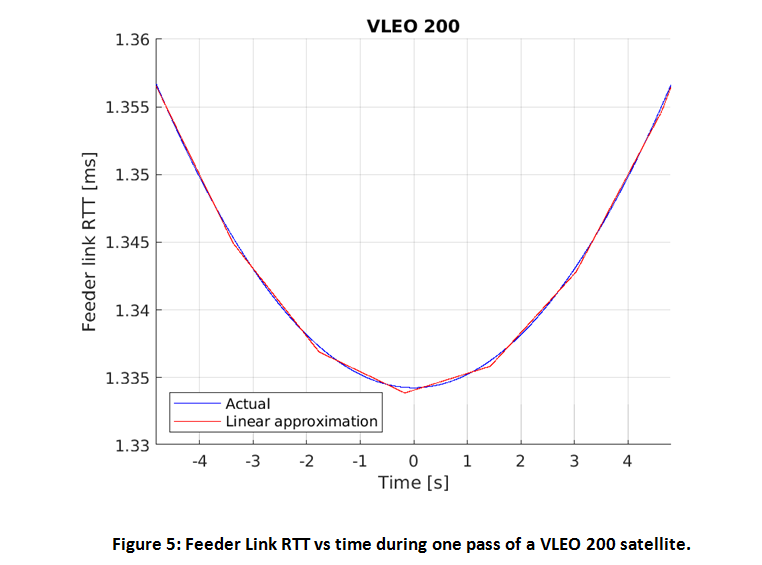 VLEO 200
1.36
1.355
1.35
1.345
1.34
1.335
1.33
Feeder link RTT [ms]
Actual
Linear approximation
-4 -3 -2 -1 0 1 2 3 4
Time [s]
Figure 5: Feeder Link RTT vs time during one pass of a VLEO 200 satellite.